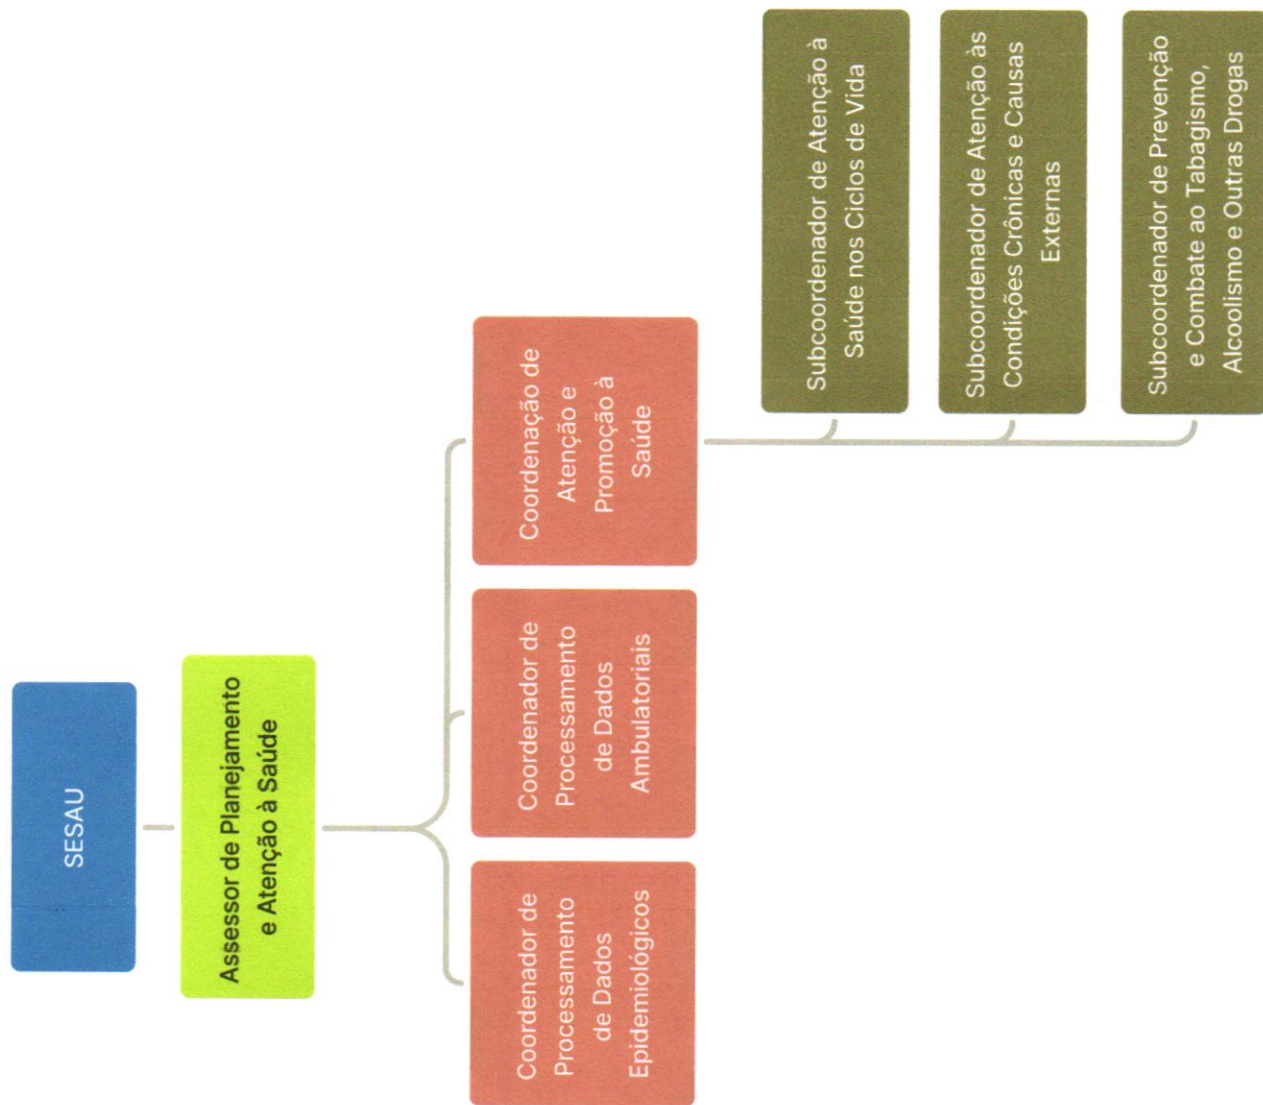 SESAU
Assessor de Planejamento
e Atenção à Saúde
Coordenador de
Processamento
de Dados
Epidemiológicos
Coordenador de
Processamento
de Dados
Ambulatoriais
Coordenação de
Atenção e
Promoção à
Saúde
Subcoordenador de Atenção à
Saúde nos Ciclos de Vida
Subcoordenador de Atenção às
Condições Crônicas e Causas
Externas
Subcoordenador de Prevenção
e Combate ao Tabagismo,
Alcoolismo e Outras Drogas